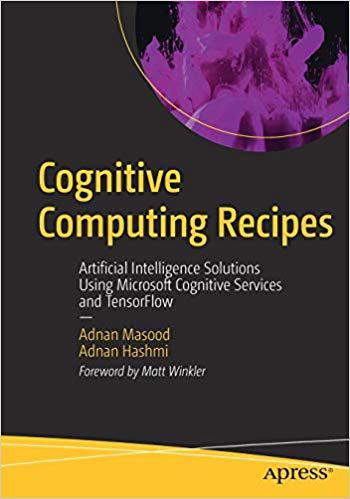 Cognitive
Computing Recipes
Artificial Intelligence Solutions
Using Microsoft Cognitive Services
and TensorFlow
—
Adnan Masood
Adnan Hashmi
Foreword by Matt Winkler
Apress®